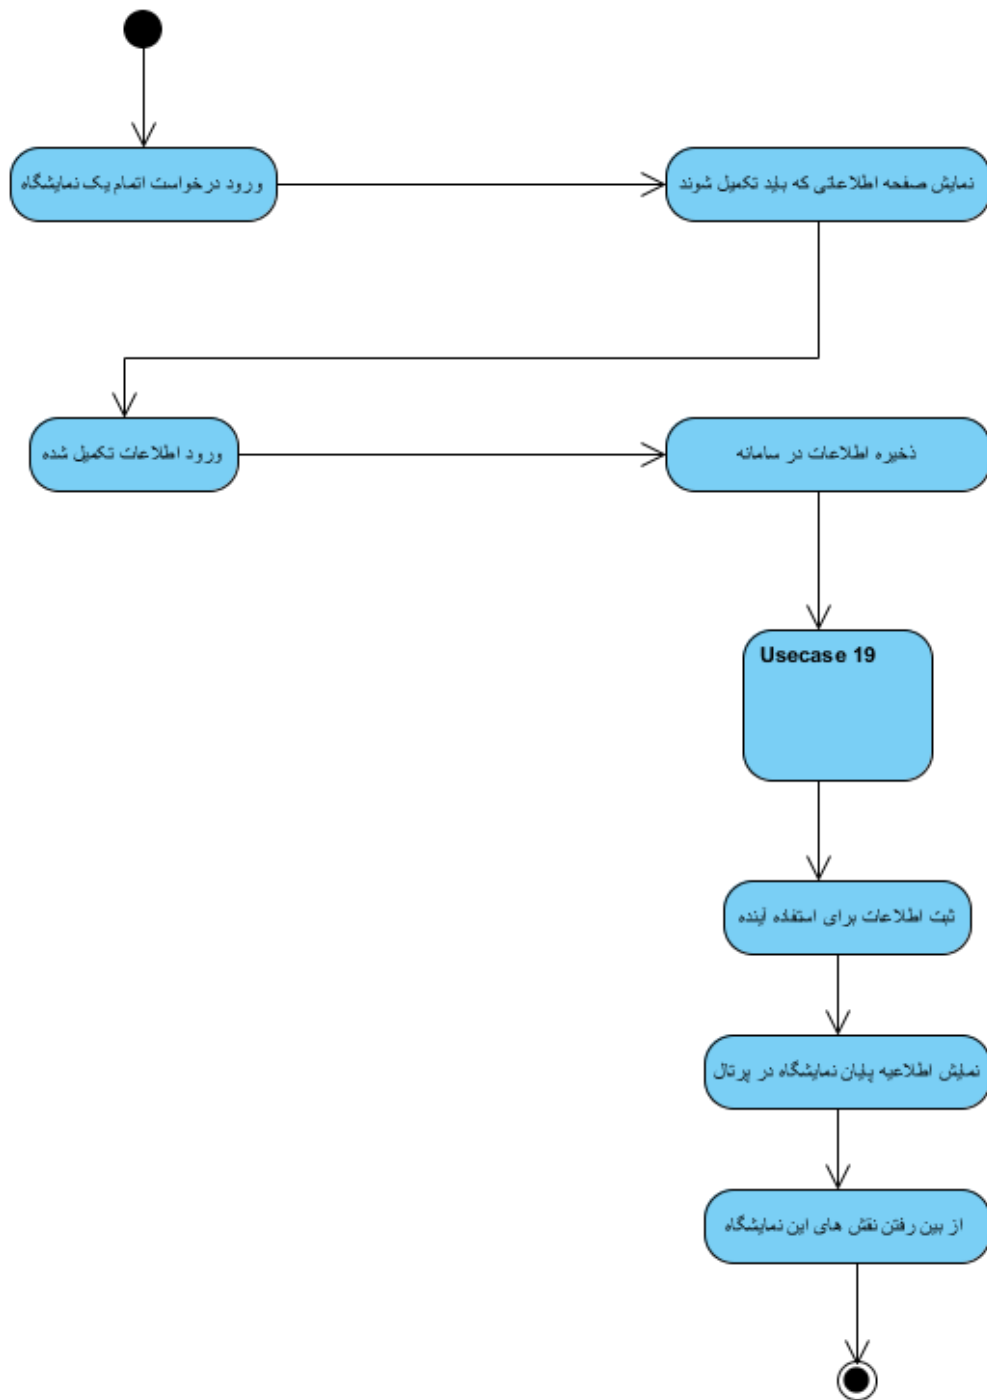 ورود درخواست اتمام یک نمایشگاه
نمایش صفحه اطلاعاتی که باید تکمیل شوند
ورود اطلاعات تکمیل شده
ذخیره اطلاعات در سامانه
Usecase 19
ثبت اطلاعات برای استفاده آینده
نمایش اطلاعیه پایان نمایشگاه در پرتال
از بین رفتن نقش های این نمایشگاه